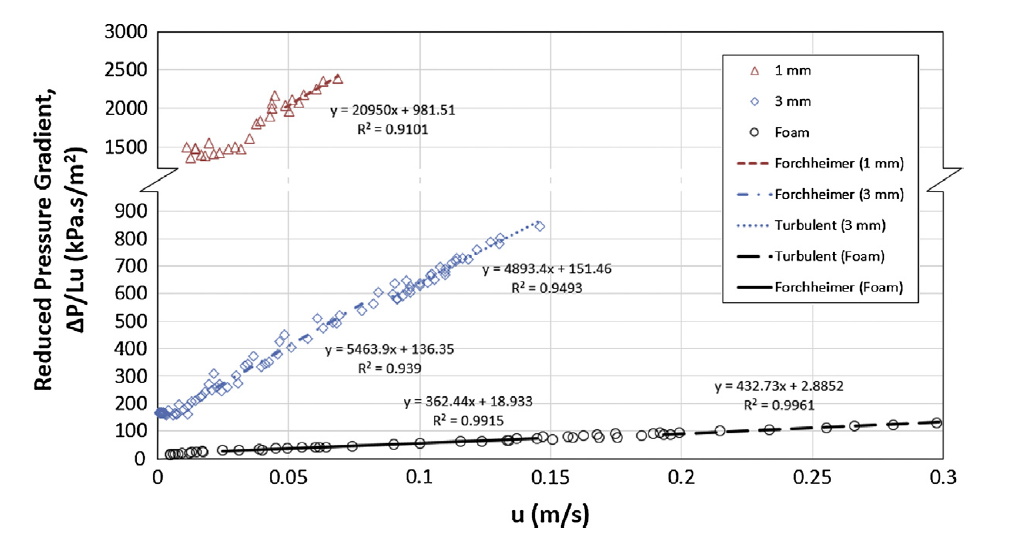 Reduced Pressure Gradient,
ΔP/Lu (kPa.s/m²)
3000
2500
2000
1500
900
800
700
600
500
400
300
200
100
0
y = 20950x + 981.51
R² = 0.9101
y = 4893.4x + 151.46
R² = 0.9493
y = 5463.9x + 136.35
R² = 0.939
y = 362.44x + 18.933
R² = 0.9915
y = 432.73x + 2.8852
R² = 0.9961
1 mm
3 mm
Foam
Forchheimer (1 mm)
Forchheimer (3 mm)
Turbulent (3 mm)
Turbulent (Foam)
Forchheimer (Foam)
0 0.05 0.1 0.15 0.2 0.25 0.3
u (m/s)